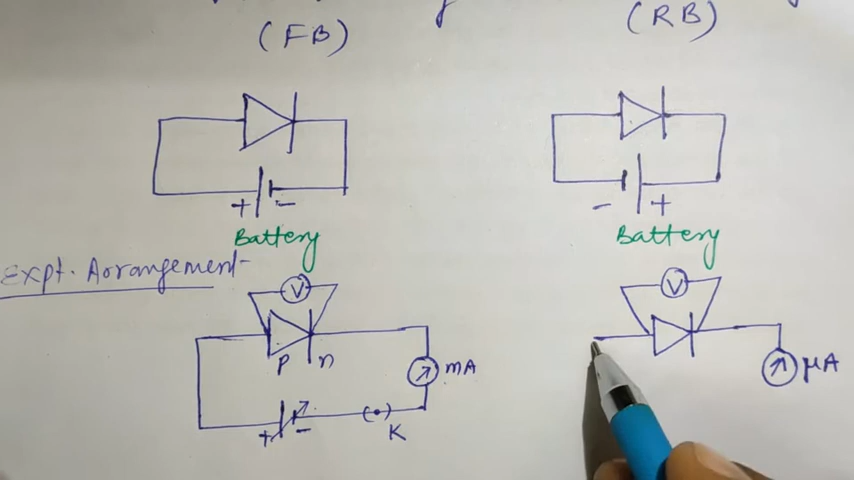 (FB)
(RB)
+ -
- +
Battery
Battery
Expt. Arrangement-
V
V
P n
mA
µA
+ -
K